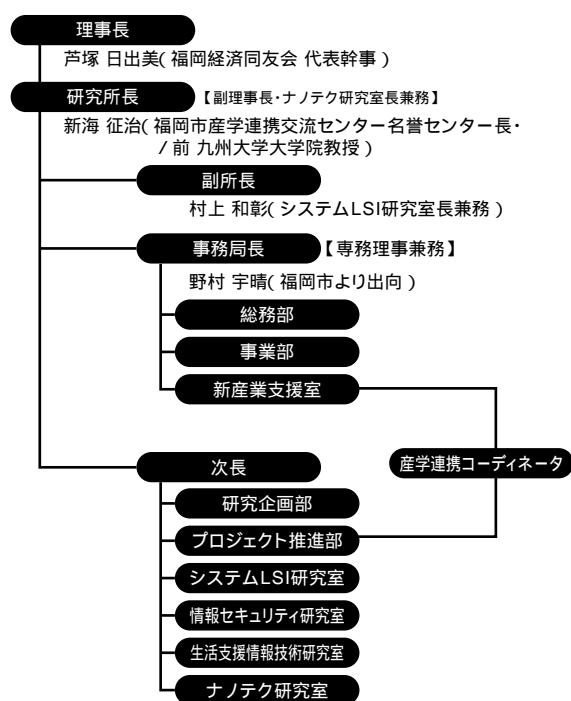 理事長
芦塚 日出美(福岡経済同友会 代表幹事)
研究所長 【副理事長・ナノテク研究室長兼務】
新海 征治(福岡市産学連携交流センター名誉センター長・
/前 九州大学大学院教授)
副所長
村上 和彰(システムLSI研究室長兼務)
事務局長 【専務理事兼務】
野村 宇晴(福岡市より出向)
総務部
事業部
新産業支援室
次長
産学連携コーディネータ
研究企画部
プロジェクト推進部
システムLSI研究室
情報セキュリティ研究室
生活支援情報技術研究室
ナノテク研究室